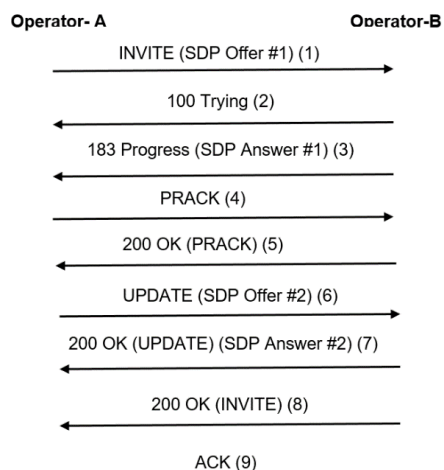 Operator- A
Operator-B
INVITE (SDP Offer #1) (1)
100 Trying (2)
183 Progress (SDP Answer #1) (3)
PRACK (4)
200 OK (PRACK) (5)
UPDATE (SDP Offer #2) (6)
200 OK (UPDATE) (SDP Answer #2) (7)
200 OK (INVITE) (8)
ACK (9)